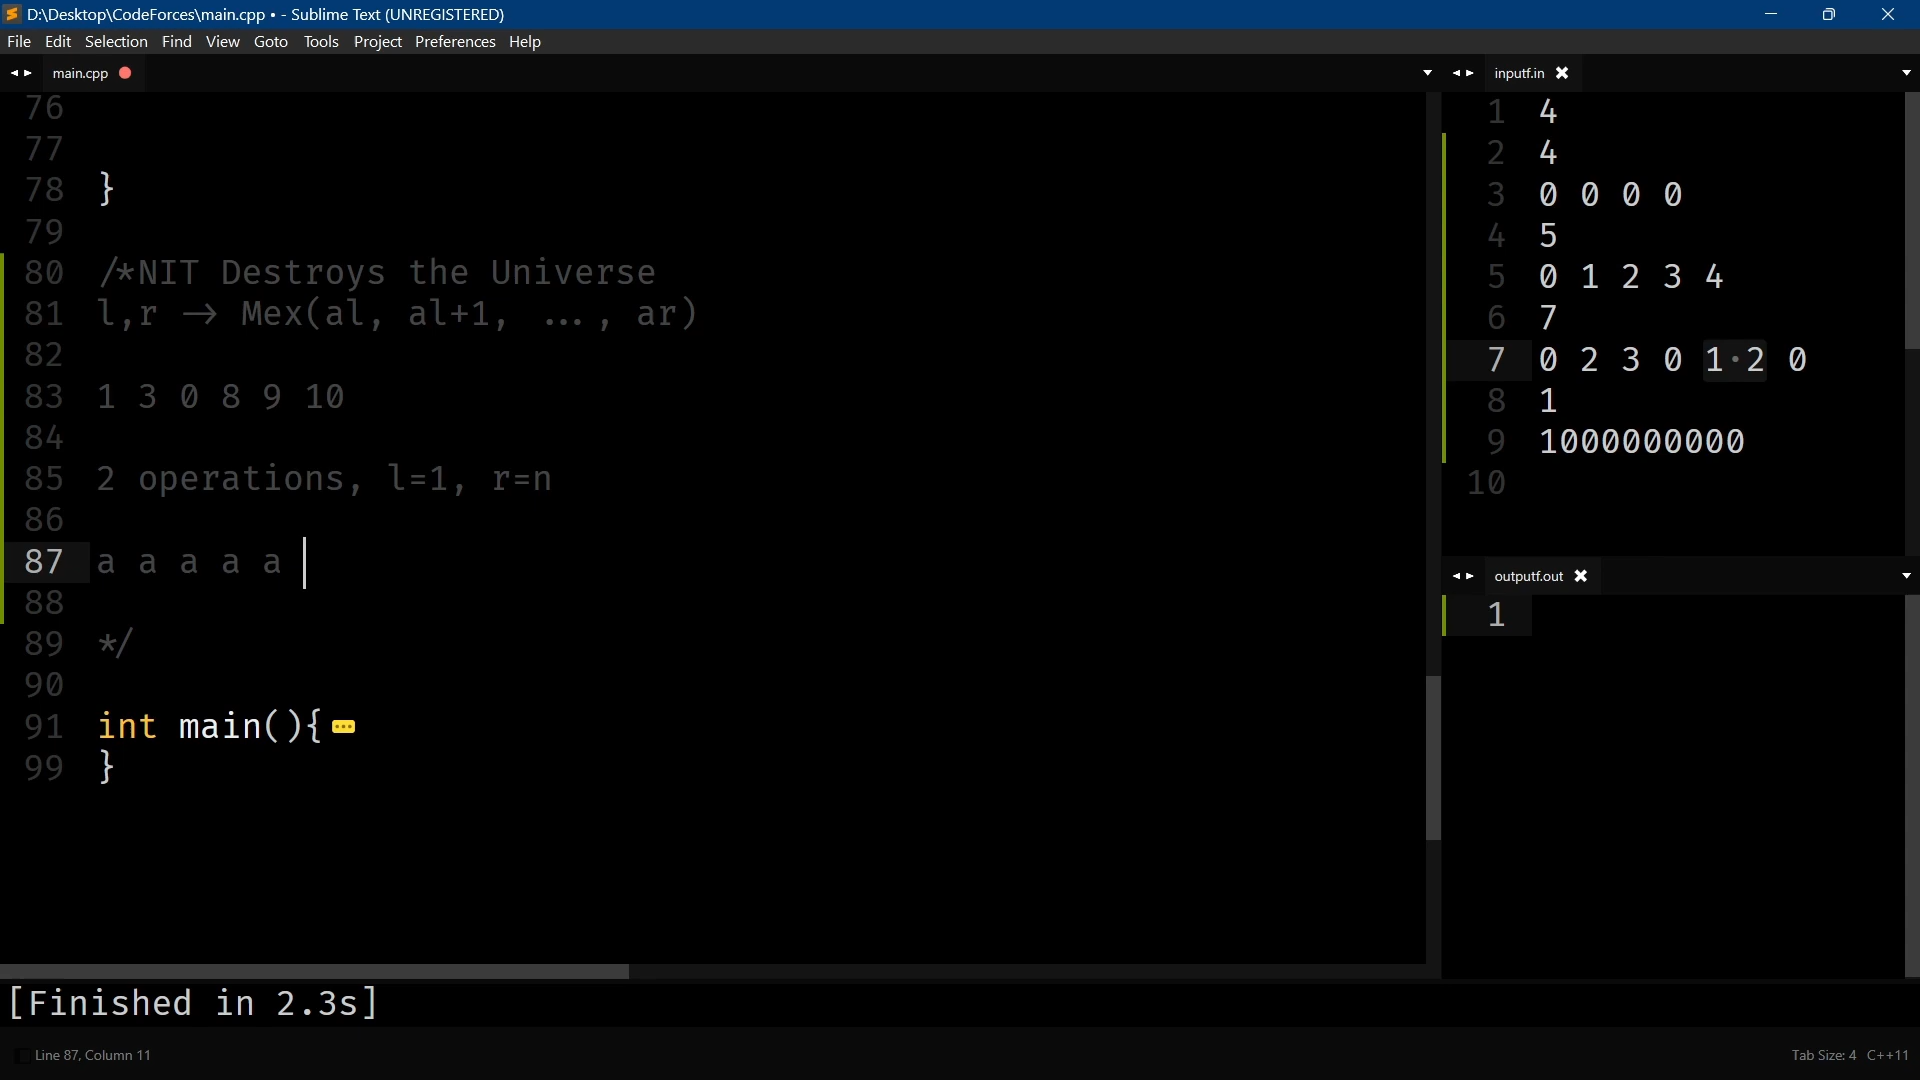 D:\Desktop\CodeForces\main.cpp • - Sublime Text (UNREGISTERED)
File Edit Selection Find View Goto Tools Project Preferences Help
main.cpp
76
77
78 }
79
80 /*NIT Destroys the Universe
81 l,r -> Mex(al, al+1, ..., ar)
82
83 1 3 0 8 9 10
84
85 2 operations, l=1, r=n
86
87 a a a a a
88
89 */
90
91 int main(){
99 }
inputf.in
1 4
2 4
3 0 0 0 0
4 5
5 0 1 2 3 4
6 7
7 0 2 3 0 1·2 0
8 1
9 1000000000
10
outputf.out
1
[Finished in 2.3s]
Line 87, Column 11
Tab Size: 4 C++11